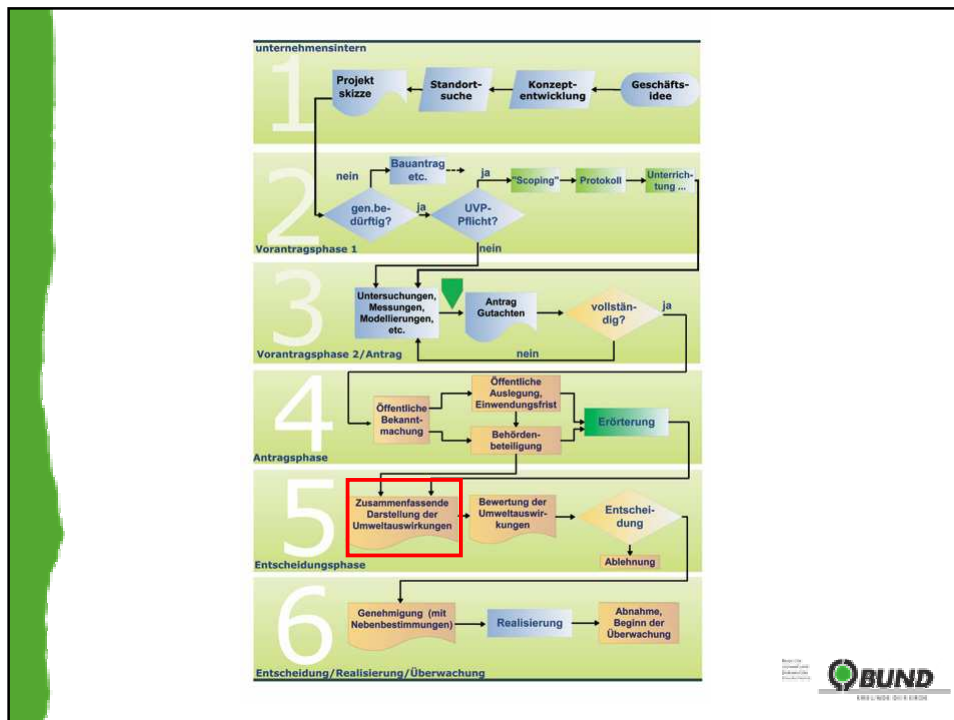 unternehmensintern
1
Projekt
skizze
Standort-
suche
Konzept-
entwicklung
Geschäfts-
idee
2
nein
Bauantrag
etc.
ja
"Scoping"
Protokoll
Unterrich-
tung ...
gen.be-
dürftig?
ja
UVP-
Pflicht?
nein
Vorantragsphase 1
3
Untersuchungen,
Messungen,
Modellierungen,
etc.
Antrag
Gutachten
vollstän-
dig?
ja
nein
Vorantragsphase 2/Antrag
4
Öffentliche
Bekannt-
machung
Öffentliche
Auslegung,
Einwendungsfrist
Behörden-
beteiligung
Erörterung
Antragsphase
5
Zusammenfassende
Darstellung der
Umweltauswirkungen
Bewertung der
Umweltauswir-
kungen
Entschei-
dung
Ablehnung
Entscheidungsphase
6
Genehmigung (mit
Nebenbestimmungen)
Realisierung
Abnahme,
Beginn der
Überwachung
Entscheidung/Realisierung/Überwachung
BUND
FREUNDE DER ERDE